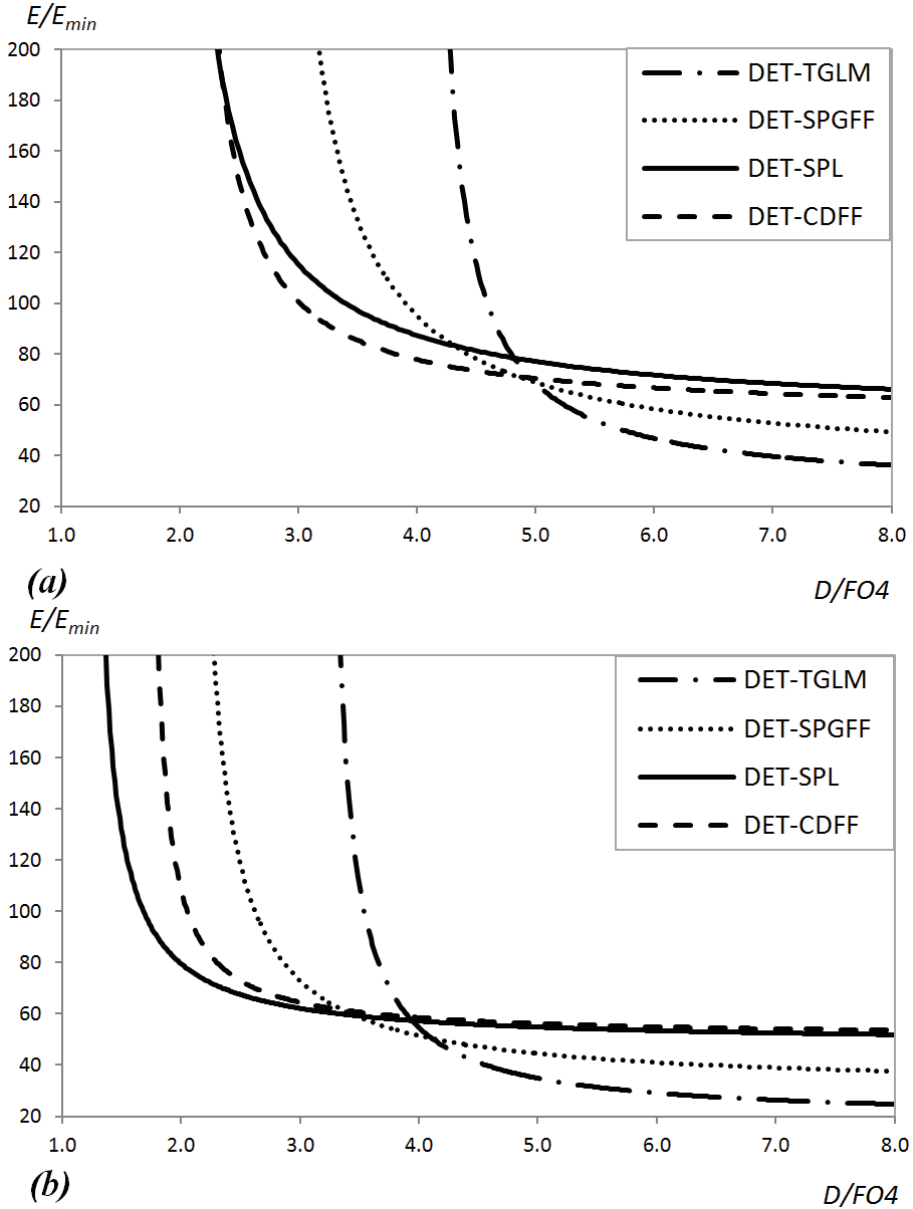 E/Emin
200
180
160
140
120
100
80
60
40
20
1.0 2.0 3.0 4.0 5.0 6.0 7.0 8.0
DET-TGLM
DET-SPGFF
DET-SPL
DET-CDFF
(a)
D/FO4
E/Emin
200
180
160
140
120
100
80
60
40
20
1.0 2.0 3.0 4.0 5.0 6.0 7.0 8.0
DET-TGLM
DET-SPGFF
DET-SPL
DET-CDFF
(b)
D/FO4